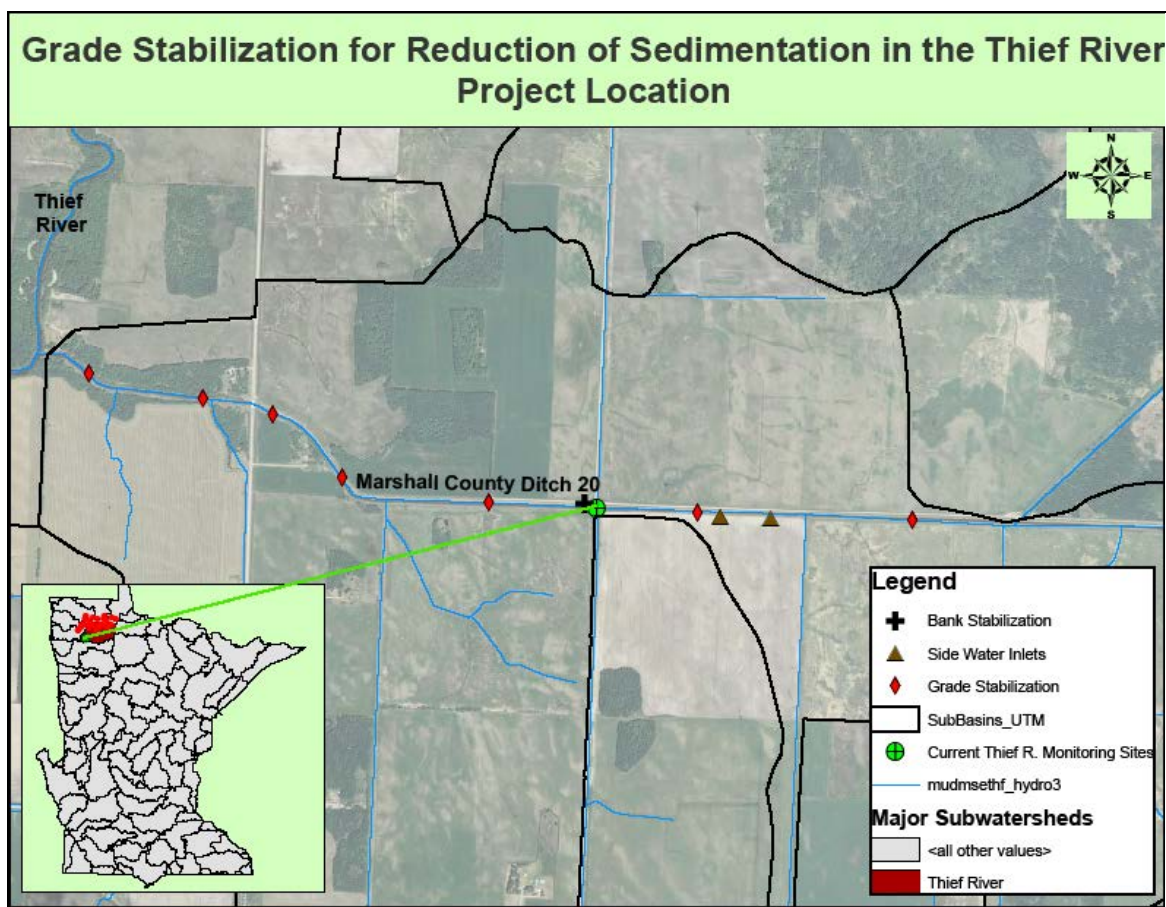 Grade Stabilization for Reduction of Sedimentation in the Thief River
Project Location
N
W E
S
Thief
River
Marshall County Ditch 20
Legend
Bank Stabilization
Side Water Inlets
Grade Stabilization
SubBasins_UTM
Current Thief R. Monitoring Sites
mudmsethf_hydro3
Major Subwatersheds
<all other values>
Thief River